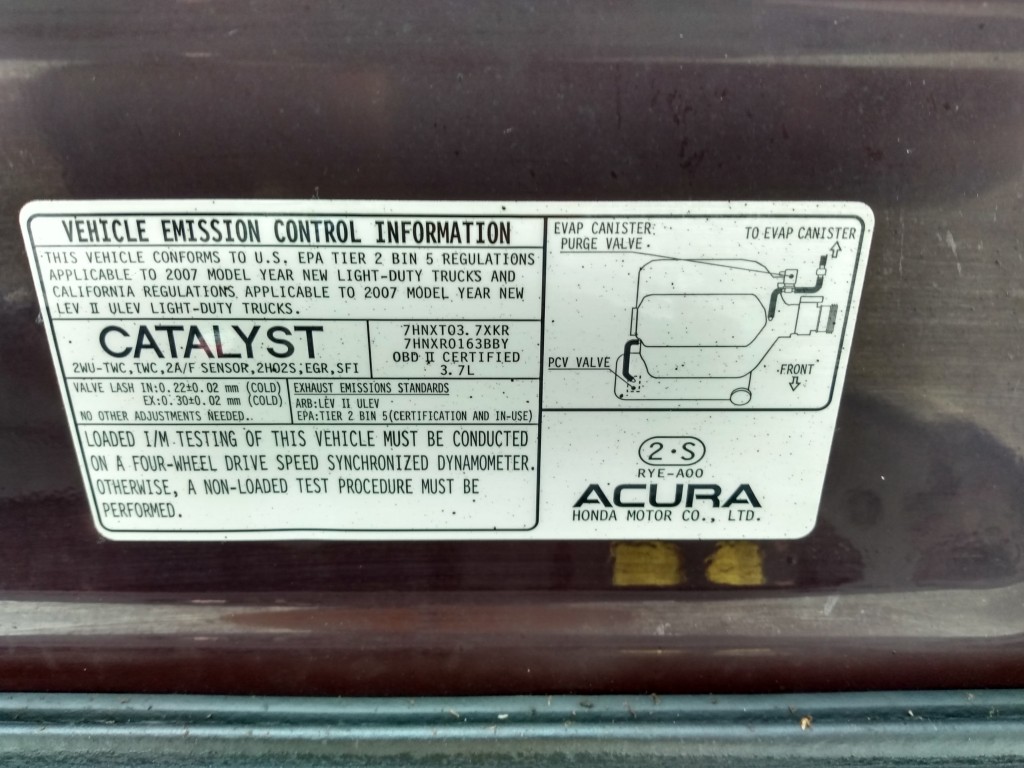 VEHICLE EMISSION CONTROL INFORMATION
THIS VEHICLE CONFORMS TO U.S. EPA TIER 2 BIN 5 REGULATIONS
APPLICABLE TO 2007 MODEL YEAR NEW LIGHT-DUTY TRUCKS AND
CALIFORNIA REGULATIONS APPLICABLE TO 2007 MODEL YEAR NEW
LEV II ULEV LIGHT-DUTY TRUCKS.
CATALYST
2WU-TWC,TWC,2A/F SENSOR,2HO2S,EGR,SFI
7HNXT03.7XKR
7HNXR0163BBY
OBD II CERTIFIED
3.7L
VALVE LASH IN:0.22±0.02 mm (COLD)
EX:0.30±0.02 mm (COLD)
NO OTHER ADJUSTMENTS NEEDED.
EXHAUST EMISSIONS STANDARDS
ARB:LEV II ULEV
EPA:TIER 2 BIN 5(CERTIFICATION AND IN-USE)
LOADED I/M TESTING OF THIS VEHICLE MUST BE CONDUCTED
ON A FOUR-WHEEL DRIVE SPEED SYNCHRONIZED DYNAMOMETER.
OTHERWISE, A NON-LOADED TEST PROCEDURE MUST BE
PERFORMED.
EVAP CANISTER
PURGE VALVE
TO EVAP CANISTER
PCV VALVE
FRONT
2·S
RYE-A00
ACURA
HONDA MOTOR CO., LTD.